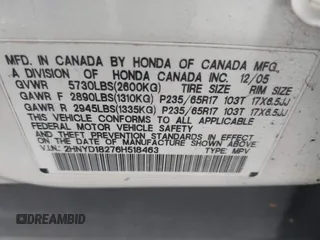 MFD. IN CANADA BY HONDA OF CANADA MFG.,
A DIVISION OF HONDA CANADA INC. 12/05
GVWR 5730LBS(2600KG) TIRE SIZE RIM SIZE
GAWR F 2890LBS(1310KG) P235/65R17 103T 17X6.5JJ
GAWR R 2945LBS(1335KG) P235/65R17 103T 17X6.5JJ
THIS VEHICLE CONFORMS TO ALL APPLICABLE
FEDERAL MOTOR VEHICLE SAFETY
AND THEFT PREVENTION STANDARDS IN EFFECT
ON THE DATE OF MANUFACTURE SHOWN ABOVE.
V.I.N.: 2HNYD18276H518463 TYPE: MPV
DREAMBID